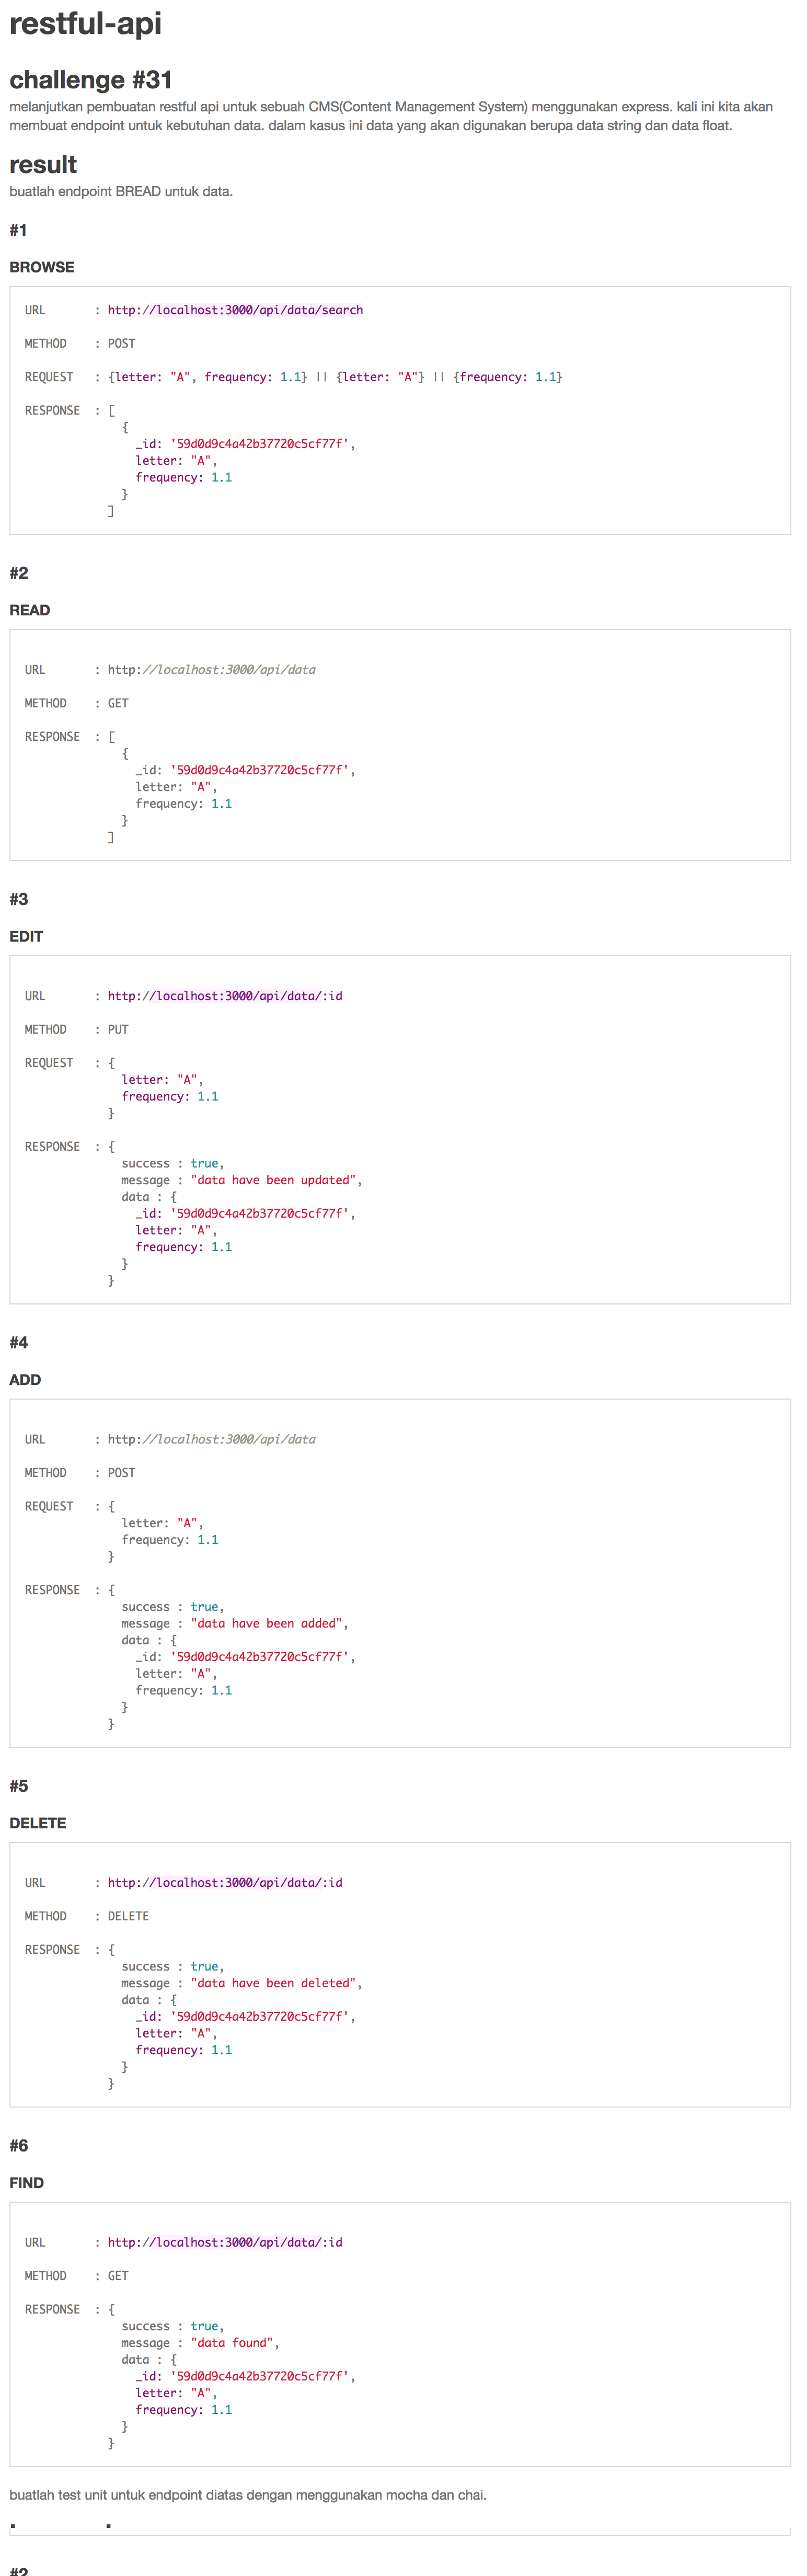 restful-api
challenge #31
melanjutkan pembuatan restful api untuk sebuah CMS(Content Management System) menggunakan express. kali ini kita akan
membuat endpoint untuk kebutuhan data. dalam kasus ini data yang akan digunakan berupa data string dan data float.
result
buatlah endpoint BREAD untuk data.
#1
BROWSE
URL : http://localhost:3000/api/data/search
METHOD : POST
REQUEST : {letter: "A", frequency: 1.1} || {letter: "A"} || {frequency: 1.1}
RESPONSE : [
{
_id: '59d0d9c4a42b37720c5cf77f',
letter: "A",
frequency: 1.1
}
]
#2
READ
URL : http://localhost:3000/api/data
METHOD : GET
RESPONSE : [
{
_id: '59d0d9c4a42b37720c5cf77f',
letter: "A",
frequency: 1.1
}
]
#3
EDIT
URL : http://localhost:3000/api/data/:id
METHOD : PUT
REQUEST : {
letter: "A",
frequency: 1.1
}
RESPONSE : {
success : true,
message : "data have been updated",
data : {
_id: '59d0d9c4a42b37720c5cf77f',
letter: "A",
frequency: 1.1
}
}
#4
ADD
URL : http://localhost:3000/api/data
METHOD : POST
REQUEST : {
letter: "A",
frequency: 1.1
}
RESPONSE : {
success : true,
message : "data have been added",
data : {
_id: '59d0d9c4a42b37720c5cf77f',
letter: "A",
frequency: 1.1
}
}
#5
DELETE
URL : http://localhost:3000/api/data/:id
METHOD : DELETE
RESPONSE : {
success : true,
message : "data have been deleted",
data : {
_id: '59d0d9c4a42b37720c5cf77f',
letter: "A",
frequency: 1.1
}
}
#6
FIND
URL : http://localhost:3000/api/data/:id
METHOD : GET
RESPONSE : {
success : true,
message : "data found",
data : {
_id: '59d0d9c4a42b37720c5cf77f',
letter: "A",
frequency: 1.1
}
}
buatlah test unit untuk endpoint diatas dengan menggunakan mocha dan chai.